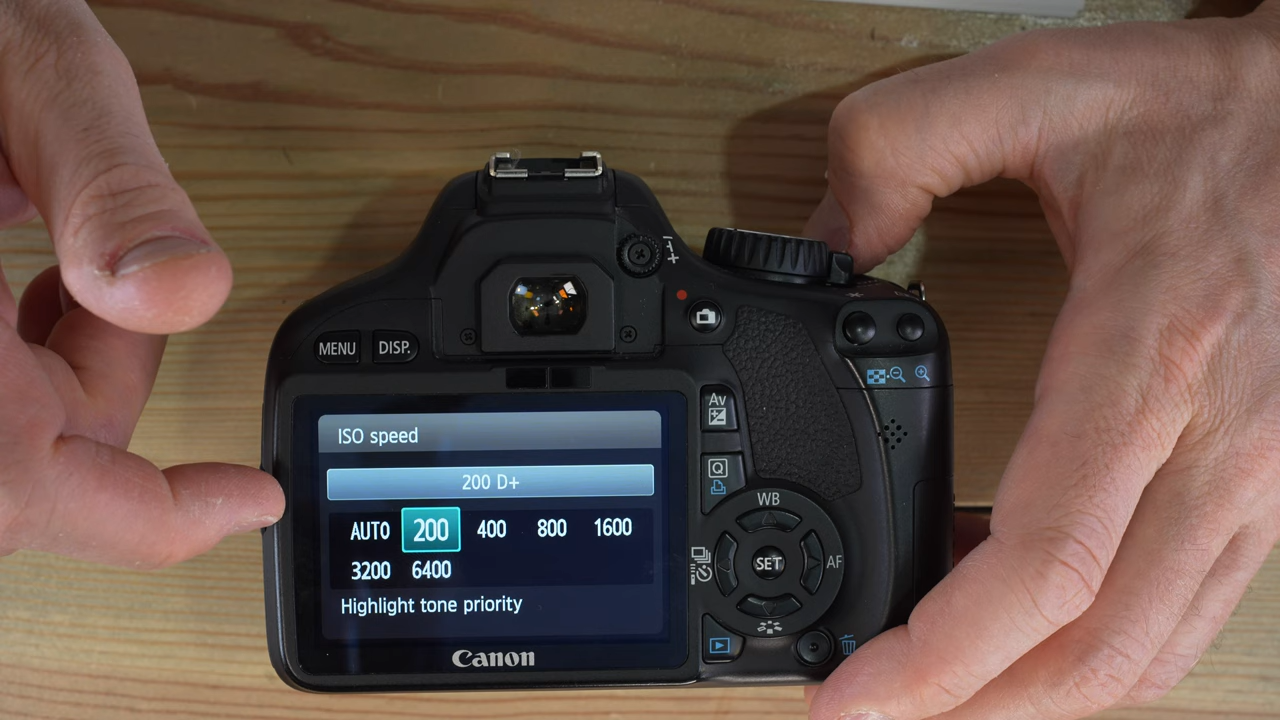 MENU DISP.
Av
ISO speed
200 D+
Q
WB
AUTO 200 400 800 1600
SET
AF
3200 6400
Highlight tone priority
Canon